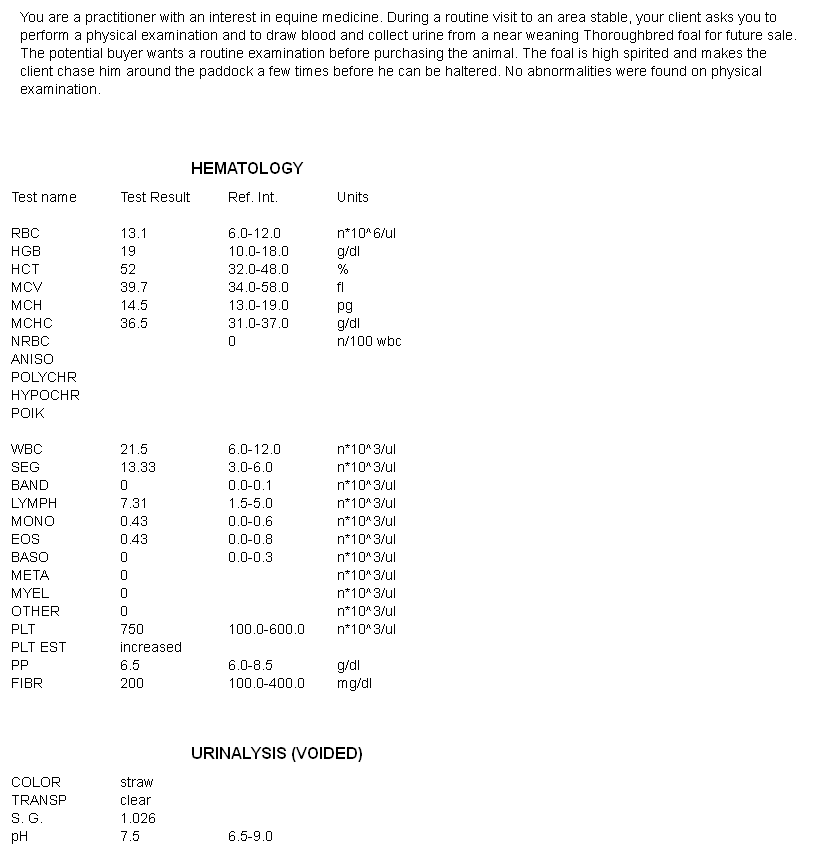 You are a practitioner with an interest in equine medicine. During a routine visit to an area stable, your client asks you to
perform a physical examination and to draw blood and collect urine from a near weaning Thoroughbred foal for future sale.
The potential buyer wants a routine examination before purchasing the animal. The foal is high spirited and makes the
client chase him around the paddock a few times before he can be haltered. No abnormalities were found on physical
examination.
HEMATOLOGY
Test name Test Result Ref. Int. Units
RBC 13.1 6.0-12.0 n*10^6/ul
HGB 19 10.0-18.0 g/dl
HCT 52 32.0-48.0 %
MCV 39.7 34.0-58.0 fl
MCH 14.5 13.0-19.0 pg
MCHC 36.5 31.0-37.0 g/dl
NRBC 0 n/100 wbc
ANISO
POLYCHR
HYPOCHR
POIK
WBC 21.5 6.0-12.0 n*10^3/ul
SEG 13.33 3.0-6.0 n*10^3/ul
BAND 0 0.0-0.1 n*10^3/ul
LYMPH 7.31 1.5-5.0 n*10^3/ul
MONO 0.43 0.0-0.6 n*10^3/ul
EOS 0.43 0.0-0.8 n*10^3/ul
BASO 0 0.0-0.3 n*10^3/ul
META 0 n*10^3/ul
MYEL 0 n*10^3/ul
OTHER 0 n*10^3/ul
PLT 750 100.0-600.0 n*10^3/ul
PLT EST increased
PP 6.5 6.0-8.5 g/dl
FIBR 200 100.0-400.0 mg/dl
URINALYSIS (VOIDED)
COLOR straw
TRANSP clear
S. G. 1.026
pH 7.5 6.5-9.0